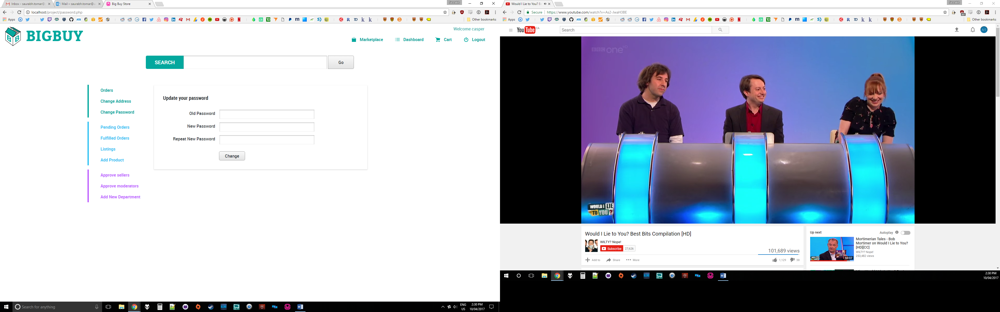 Inbox - saurabh.tomar@
Mail – saurabh.tomar@
Big Buy Store
Saurabh
localhost/project/password.php
Apps
Other bookmarks
BIGBUY
Welcome casper
Marketplace
Dashboard
Cart
Logout
SEARCH
Go
Orders
Change Address
Change Password
Pending Orders
Fulfilled Orders
Listings
Add Product
Approve sellers
Approve moderators
Add New Department
Update your password
Old Password
New Password
Repeat New Password
Change
Search for anything
ENG
US
2:30 PM
10/04/2017
Would I Lie to You? B
Saurabh
Secure
https://www.youtube.com/watch?v=As2-JwaH3BE
Apps
Other bookmarks
YouTube CA
Search
BBC one HD
WOULD I LIE
TO YOU?
Would I Lie to You? Best Bits Compilation [HD]
WILTY? Nope!
Subscribe 27,626
101,689 views
Add to
Share
More
1,129
38
Up next
Autoplay
Mortimerian Tales - Bob
Mortimer on Would I Lie to You?
[HD][CC]
WILTY? Nope!
253,482 views
50:37
2:30 PM
10/04/2017